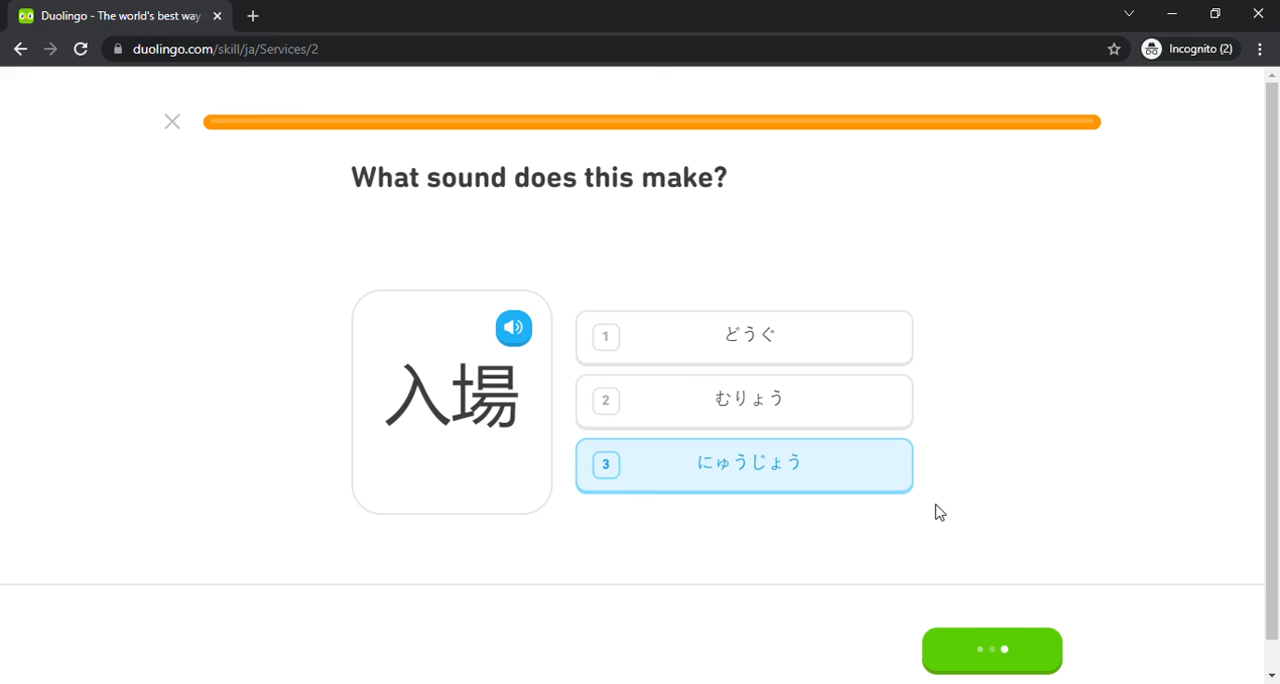 Duolingo - The world's best way
duolingo.com/skill/ja/Services/2
Incognito (2)
What sound does this make?
入場
1 どうぐ
2 むりょう
3 にゅうじょう